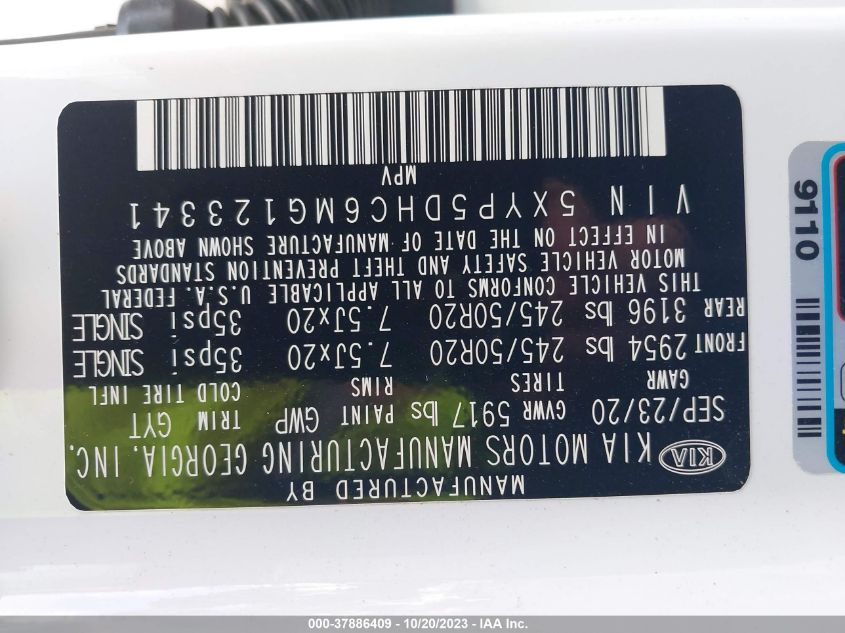 MANUFACTURED BY
KIA KIA MOTORS MANUFACTURING GEORGIA, INC.
SEP/23/20 GVWR 5917 lbs PAINT GWP TRIM GYT
GAWR TIRES RIMS COLD TIRE INFL
FRONT 2954 lbs 245/50R20 7.5Jx20 35psi SINGLE
REAR 3196 lbs 245/50R20 7.5Jx20 35psi SINGLE
THIS VEHICLE CONFORMS TO ALL APPLICABLE U.S.A. FEDERAL
MOTOR VEHICLE SAFETY AND THEFT PREVENTION STANDARDS
IN EFFECT ON THE DATE OF MANUFACTURE SHOWN ABOVE
VIN 5XYP5DHC6MG123341
MPV
9110
000-37886409 - 10/20/2023 - IAA Inc.